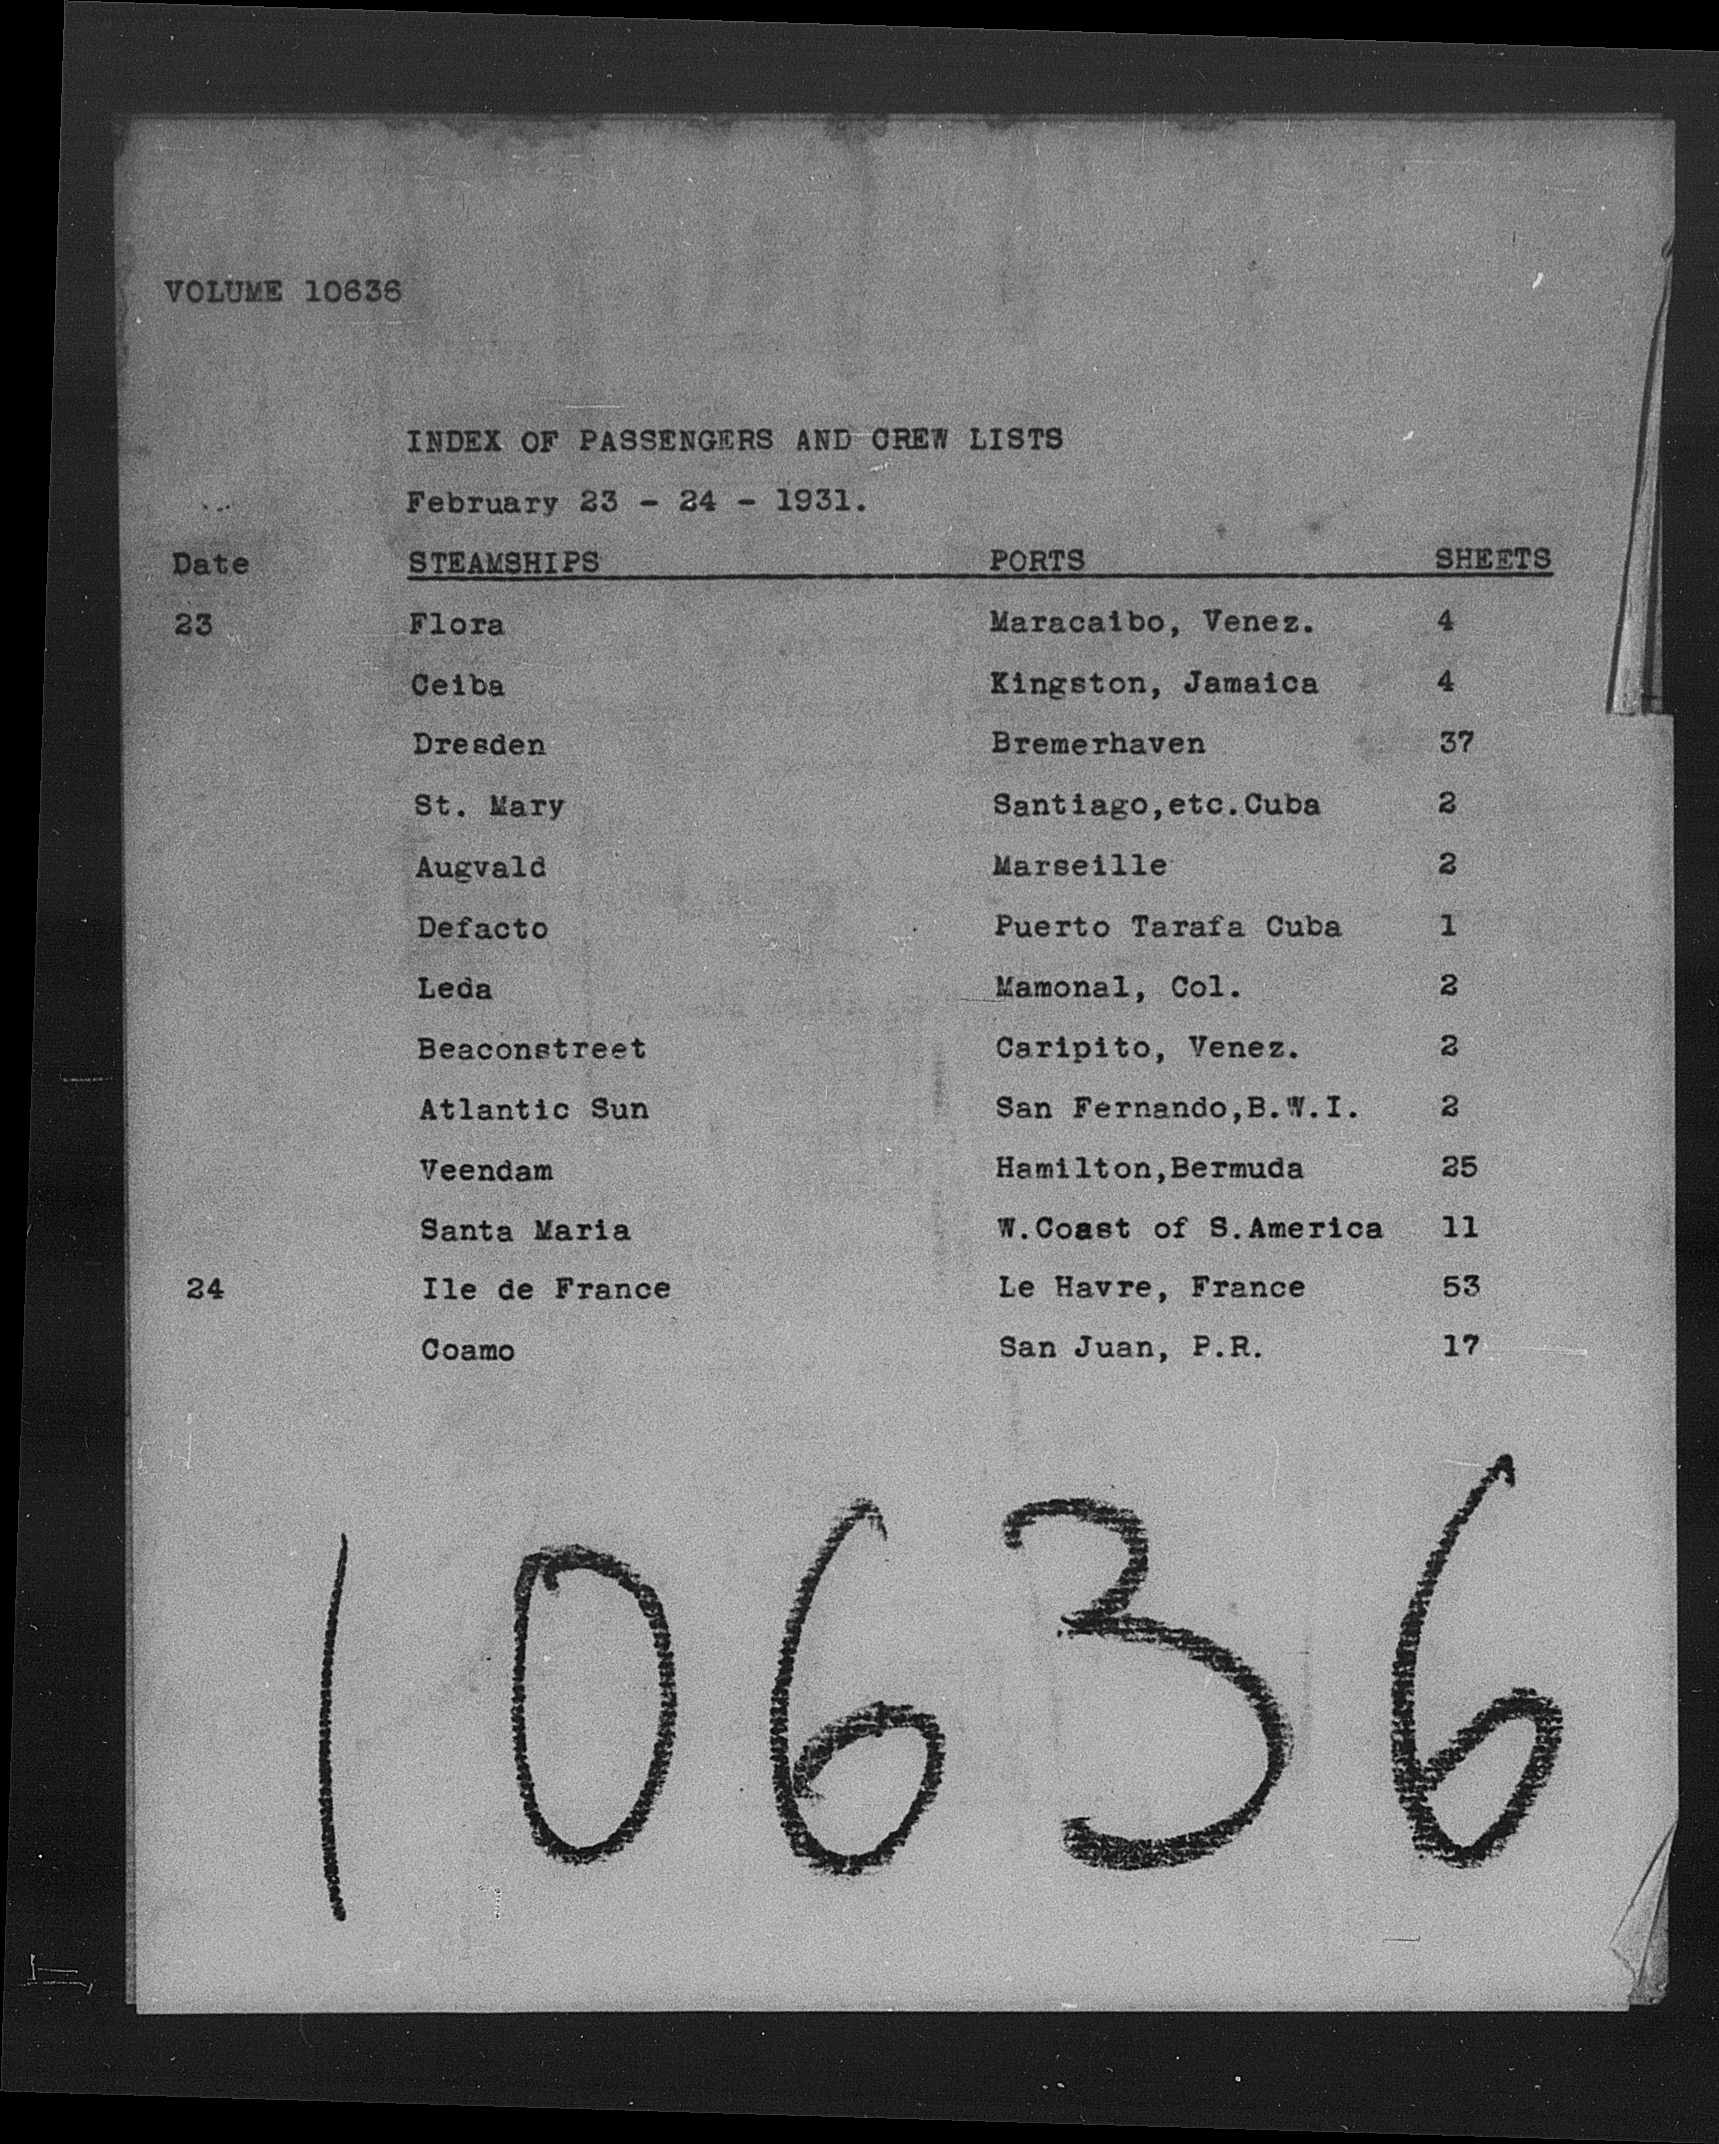 VOLUME 10636
INDEX OF PASSENGERS AND CREW LISTS
February 23 - 24 - 1931.
Date STEAMSHIPS PORTS SHEETS
23 Flora Maracaibo, Venez. 4
Ceiba Kingston, Jamaica 4
Dresden Bremerhaven 37
St. Mary Santiago,etc.Cuba 2
Augvald Marseille 2
Defacto Puerto Tarafa Cuba 1
Leda Mamonal, Col. 2
Beaconstreet Caripito, Venez. 2
Atlantic Sun San Fernando,B.W.I. 2
Veendam Hamilton,Bermuda 25
Santa Maria W.Coast of S.America 11
24 Ile de France Le Havre, France 53
Coamo San Juan, P.R. 17
10636